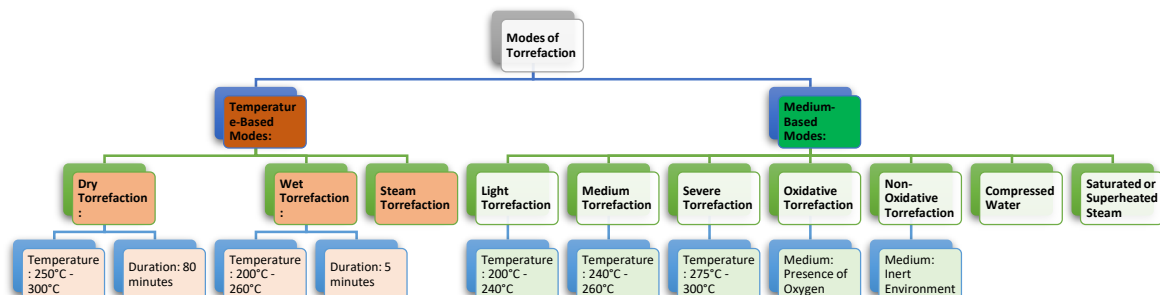 Modes of
Torrefaction
Temperatur
e-Based
Modes:
Medium-
Based
Modes:
Dry
Torrefaction
:
Wet
Torrefaction
:
Steam
Torrefaction
Light
Torrefaction
Medium
Torrefaction
Severe
Torrefaction
Oxidative
Torrefaction
Non-
Oxidative
Torrefaction
Compressed
Water
Saturated or
Superheated
Steam
Temperature
: 250°C -
300°C
Duration: 80
minutes
Temperature
: 200°C -
260°C
Duration: 5
minutes
Temperature
: 200°C -
240°C
Temperature
: 240°C -
260°C
Temperature
: 275°C -
300°C
Medium:
Presence of
Oxygen
Medium:
Inert
Environment